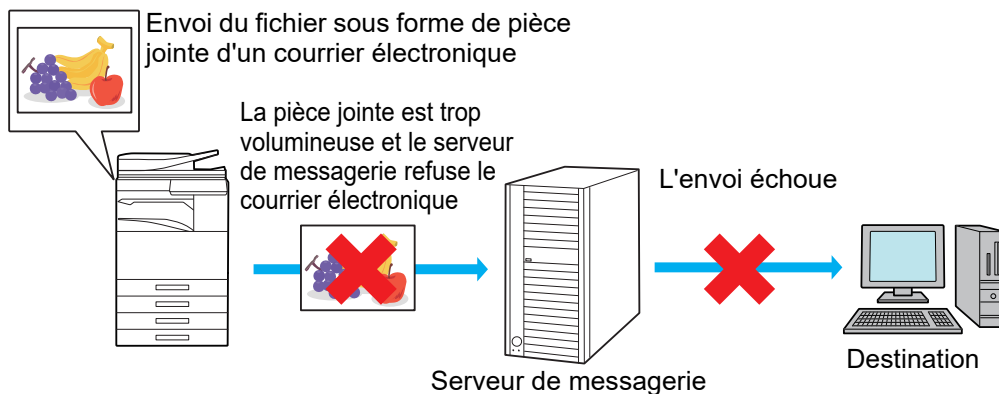 Envoi du fichier sous forme de pièce
jointe d'un courrier électronique
La pièce jointe est trop
volumineuse et le serveur
de messagerie refuse le
courrier électronique
L'envoi échoue
Serveur de messagerie
Destination